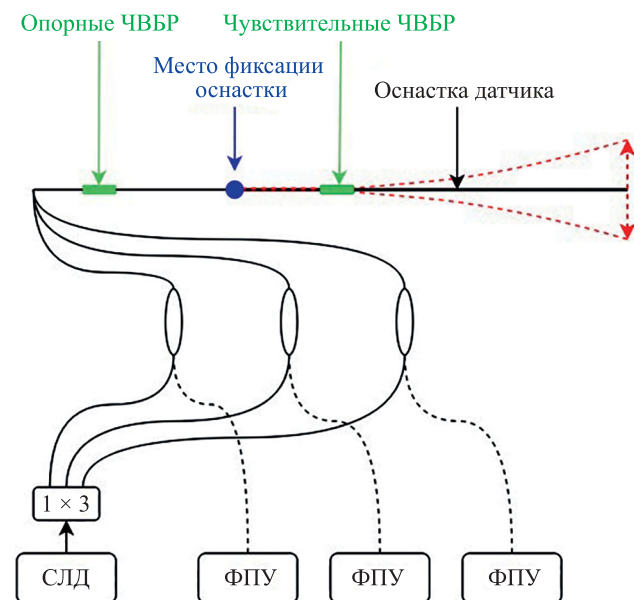 Опорные ЧВБР
Чувствительные ЧВБР
Место фиксации
оснастки
Оснастка датчика
1 × 3
СЛД
ФПУ
ФПУ
ФПУ